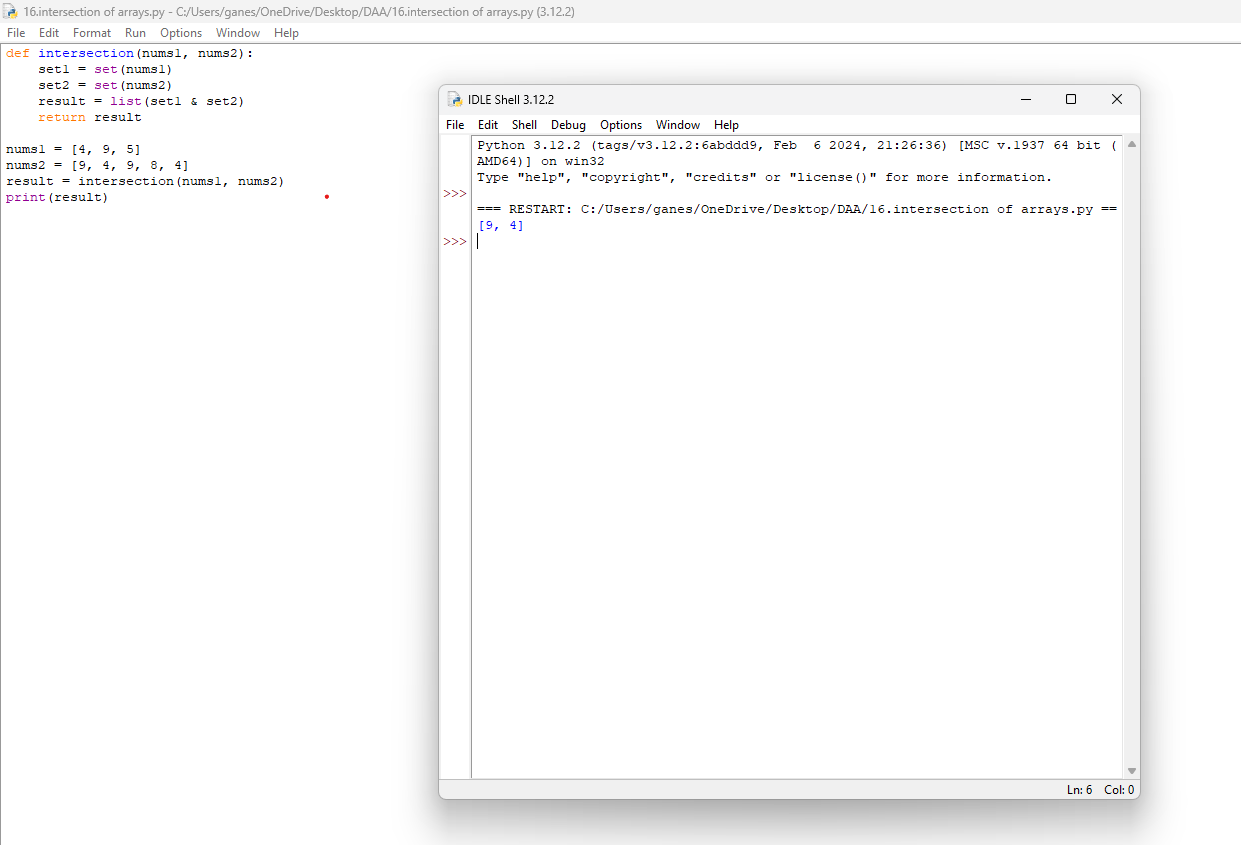 16.intersection of arrays.py - C:/Users/ganes/OneDrive/Desktop/DAA/16.intersection of arrays.py (3.12.2)
File Edit Format Run Options Window Help
def intersection(nums1, nums2):
    set1 = set(nums1)
    set2 = set(nums2)
    result = list(set1 & set2)
    return result
nums1 = [4, 9, 5]
nums2 = [9, 4, 9, 8, 4]
result = intersection(nums1, nums2)
print(result)
IDLE Shell 3.12.2
File Edit Shell Debug Options Window Help
Python 3.12.2 (tags/v3.12.2:6abddd9, Feb  6 2024, 21:26:36) [MSC v.1937 64 bit (
AMD64)] on win32
Type "help", "copyright", "credits" or "license()" for more information.
>>>
=== RESTART: C:/Users/ganes/OneDrive/Desktop/DAA/16.intersection of arrays.py ==
[9, 4]
>>>
Ln: 6 Col: 0